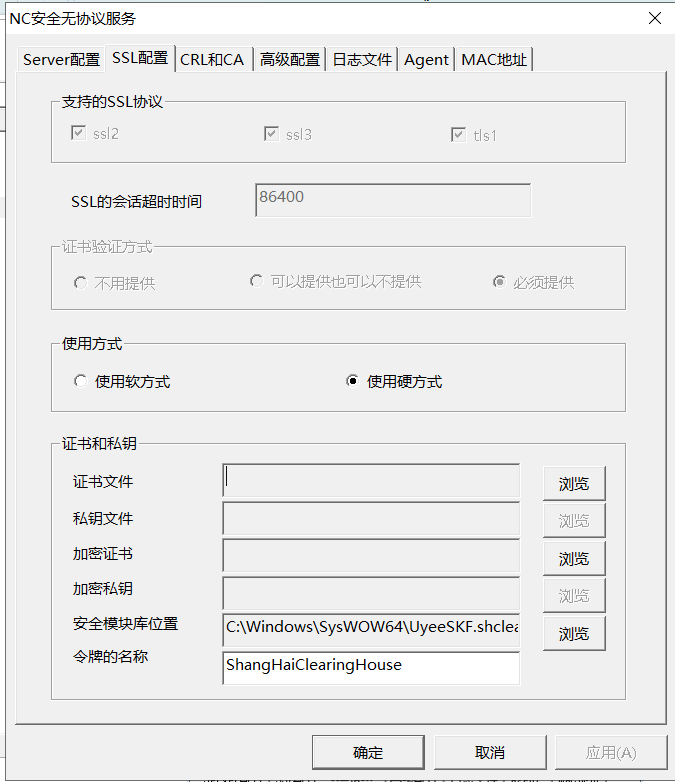 NC安全无协议服务
Server配置 SSL配置 CRL和CA 高级配置 日志文件 Agent MAC地址
支持的SSL协议
ssl2 ssl3 tls1
SSL的会话超时时间 86400
证书验证方式
不用提供 可以提供也可以不提供 必须提供
使用方式
使用软方式 使用硬方式
证书和私钥
证书文件 浏览
私钥文件 浏览
加密证书 浏览
加密私钥 浏览
安全模块库位置 C:\Windows\SysWOW64\UyeeSKF.shclea 浏览
令牌的名称 ShangHaiClearingHouse
确定 取消 应用(A)